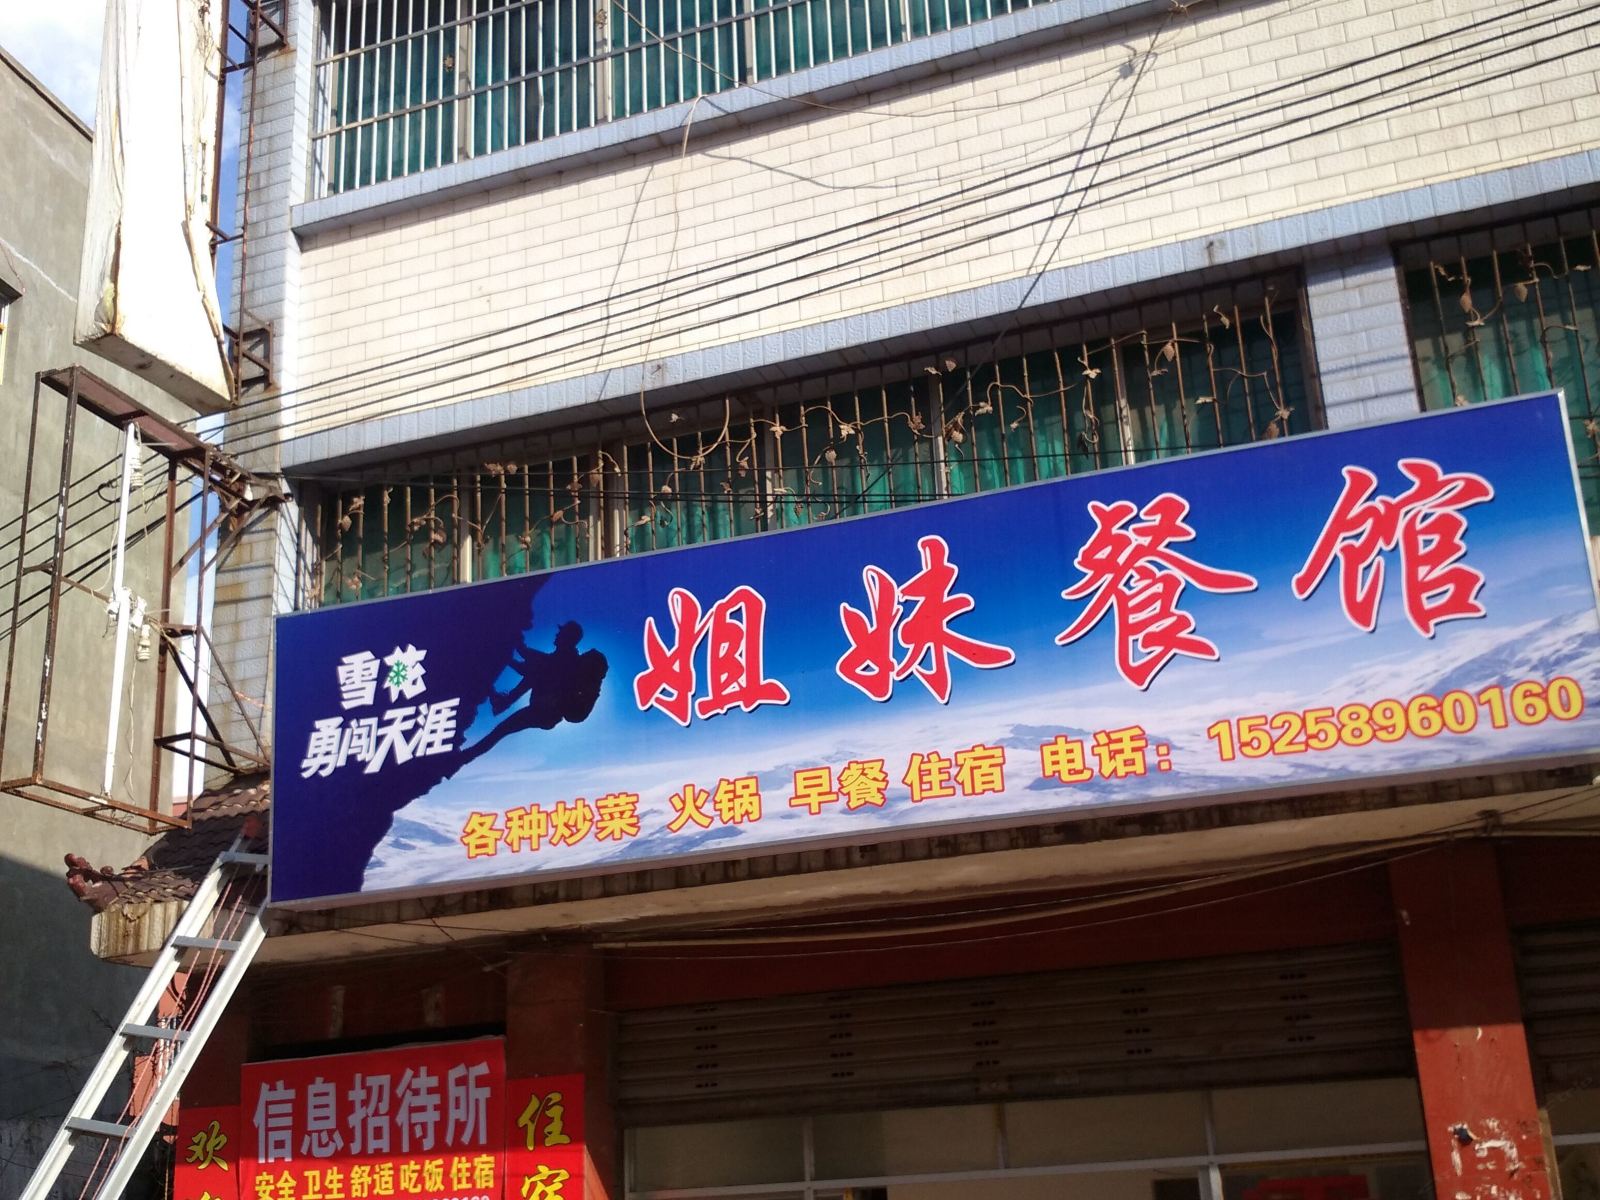 雪花
勇闯天涯
姐妹餐馆
各种炒菜 火锅 早餐 住宿 电话：15258960160
信息招待所
安全 卫生 舒适 吃饭 住宿
欢
住宿